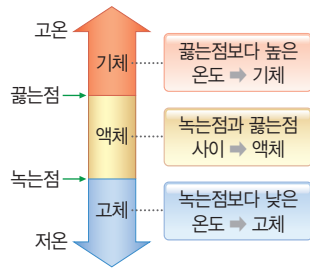 고온
기체
끓는점보다 높은
온도 ➡ 기체
끓는점
액체
녹는점과 끓는점
사이 ➡ 액체
녹는점
고체
녹는점보다 낮은
온도 ➡ 고체
저온